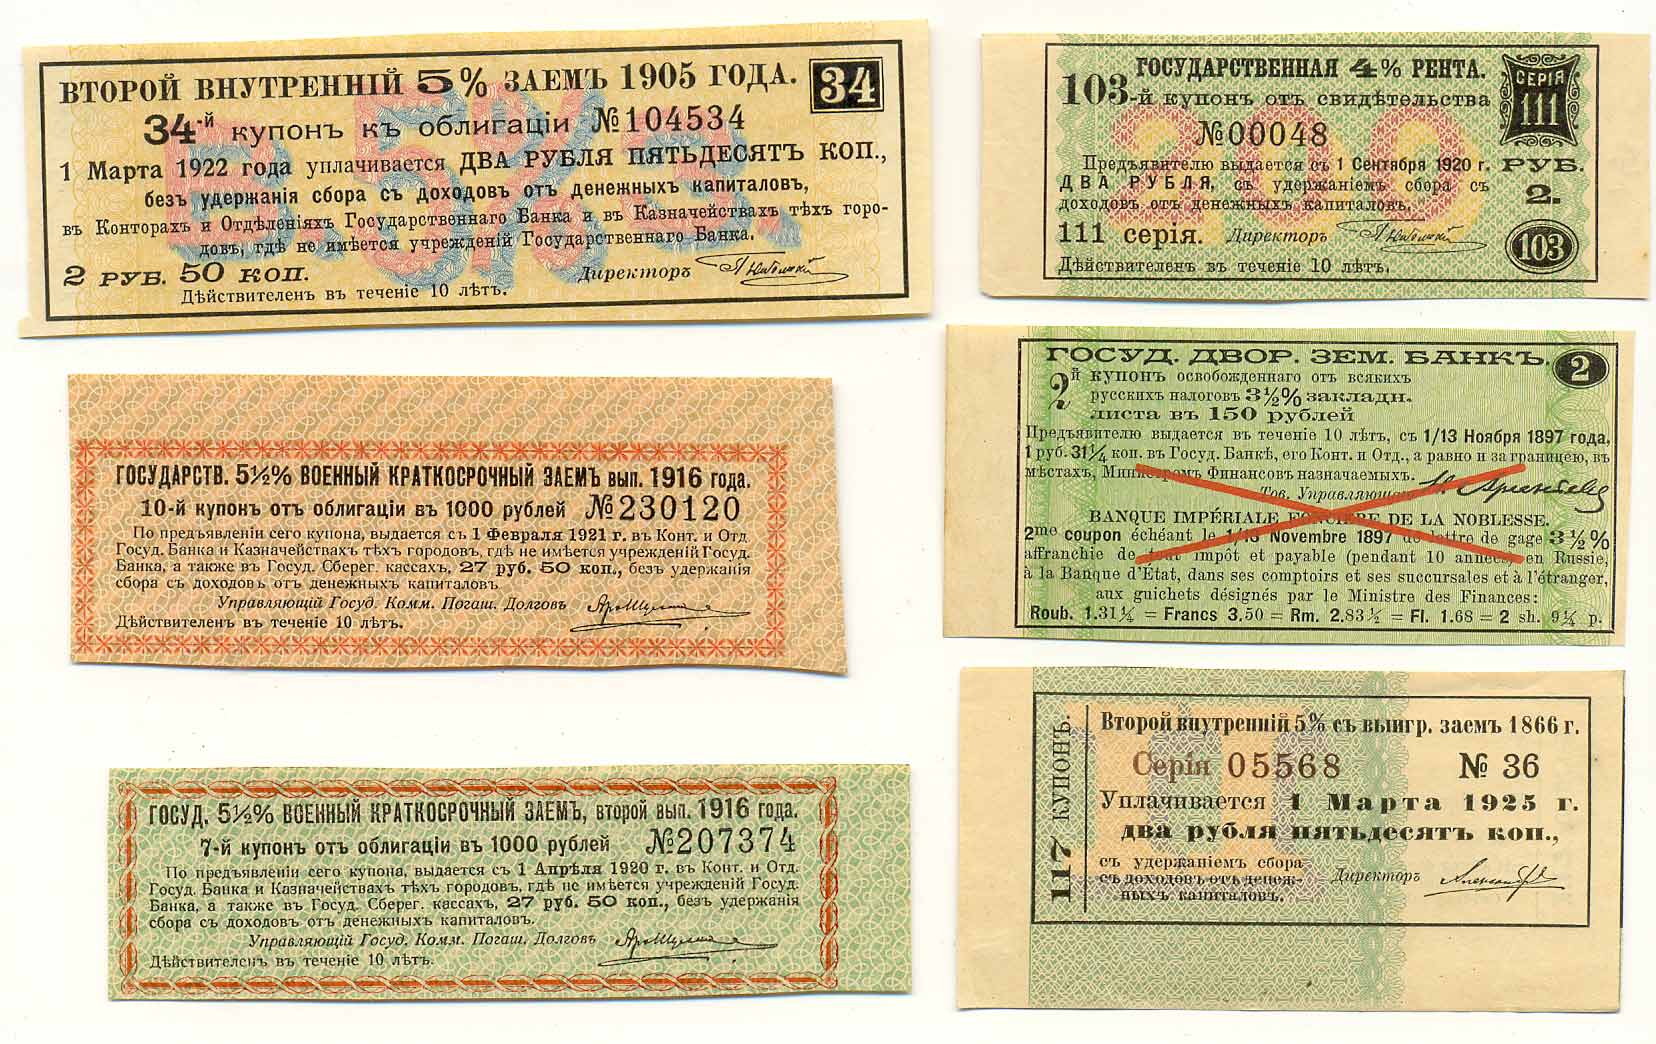 ВТОРОЙ ВНУТРЕННІЙ 5% ЗАЕМЪ 1905 ГОДА.
34
34-й купонъ къ облигаціи №104534
1 Марта 1922 года уплачивается ДВА РУБЛЯ ПЯТЬДЕСЯТЪ КОП.,
безъ удержанія сбора съ доходовъ отъ денежныхъ капиталовъ,
въ Конторахъ и Отдѣленіяхъ Государственнаго Банка и въ Казначействахъ тѣхъ горо-
довъ, гдѣ не имѣется учрежденій Государственнаго Банка.
2 РУБ. 50 КОП.
Директоръ
Дѣйствителенъ въ теченіе 10 лѣтъ.
ГОСУДАРСТВ. 5½% ВОЕННЫЙ КРАТКОСРОЧНЫЙ ЗАЕМЪ вып. 1916 года.
10-й купонъ отъ облигаціи въ 1000 рублей №230120
По предъявленіи сего купона, выдается съ 1 Февраля 1921 г. въ Конт. и Отд
Госуд. Банка и Казначействахъ тѣхъ городовъ, гдѣ не имѣется учрежденій Госуд.
Банка, а также въ Госуд. Сберег. кассахъ, 27 руб. 50 коп., безъ удержанія
сбора съ доходовъ отъ денежныхъ капиталовъ
Управляющій Госуд. Комм. Погаш. Долговъ
Дѣйствителенъ въ теченіе 10 лѣтъ.
ГОСУД. 5½% ВОЕННЫЙ КРАТКОСРОЧНЫЙ ЗАЕМЪ, второй вып. 1916 года.
7-й купонъ отъ облигаціи въ 1000 рублей №207374
По предъявленіи сего купона, выдается съ 1 Апрѣля 1920 г. въ Конт. и Отд.
Госуд. Банка и Казначействахъ тѣхъ городовъ, гдѣ не имѣется учрежденій Госуд.
Банка, а также въ Госуд. Сберег. кассахъ, 27 руб. 50 коп., безъ удержанія
сбора съ доходовъ отъ денежныхъ капиталовъ.
Управляющій Госуд. Комм. Погаш. Долговъ
Дѣйствителенъ въ теченіе 10 лѣтъ.
ГОСУДАРСТВЕННАЯ 4% РЕНТА.
СЕРІЯ
111
103-й купонъ отъ свидѣтельства
№00048
Предъявителю выдается съ 1 Сентября 1920 г.
РУБ.
2.
ДВА РУБЛЯ, съ удержаніемъ сбора съ
доходовъ отъ денежныхъ капиталовъ.
111 серія. Директоръ
103
Дѣйствителенъ въ теченіе 10 лѣтъ.
ГОСУД. ДВОР. ЗЕМ. БАНКЪ.
2
2й купонъ освобожденнаго отъ всякихъ
русскихъ налоговъ 3½% закладн.
листа въ 150 рублей
Предъявителю выдается въ теченіе 10 лѣтъ, съ 1/13 Ноября 1897 года,
1 руб. 31¼ коп. въ Госуд. Банкѣ, его Конт. и Отд., а равно и заграницею, въ
мѣстахъ, Министромъ Финансовъ назначаемыхъ.
Тов. Управляющаго
BANQUE IMPÉRIALE FONCIÈRE DE LA NOBLESSE.
2me coupon échéant le 1/13 Novembre 1897 de lettre de gage 3½%
affranchie de tout impôt et payable (pendant 10 années) en Russie,
à la Banque d'Etat, dans ses comptoirs et ses succursales et à l'étranger,
aux guichets désignés par le Ministre des Finances:
Roub. 1.31¼ = Francs 3.50 = Rm. 2.83½ = Fl. 1.68 = 2 sh. 9¼ p.
117 КУПОНЪ.
Второй внутренній 5% съ выигр. заемъ 1866 г.
Серія 05568 № 36
Уплачивается 1 Марта 1925 г.
два рубля пятьдесятъ коп.,
съ удержаніемъ сбора
съ доходовъ отъ денеж-
ныхъ капиталовъ.
Директоръ